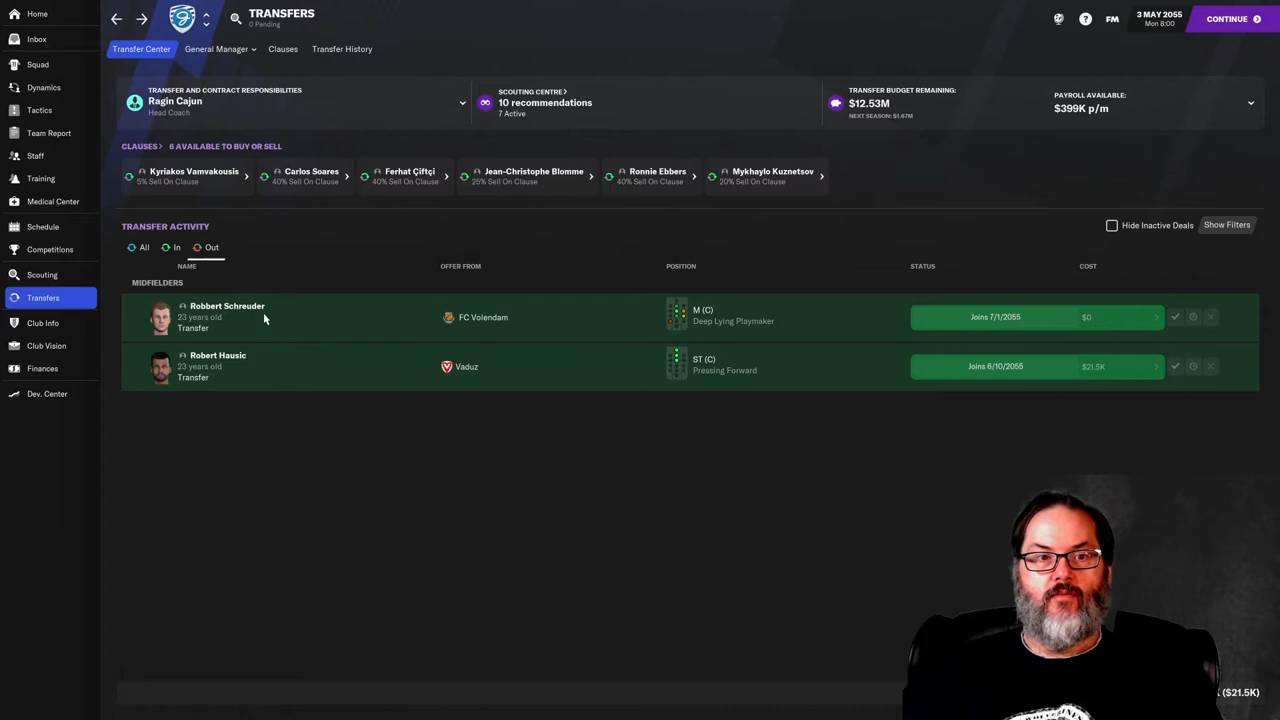 Home
TRANSFERS
0 Pending
FM
3 MAY 2055
Mon 8:00
CONTINUE
Inbox
Squad
Dynamics
Tactics
Team Report
Staff
Training
Medical Center
Schedule
Competitions
Scouting
Transfers
Club Info
Club Vision
Finances
Dev. Center
Transfer Center
General Manager
Clauses
Transfer History
TRANSFER AND CONTRACT RESPONSIBILITIES
Ragin Cajun
Head Coach
SCOUTING CENTRE>
10 recommendations
7 Active
TRANSFER BUDGET REMAINING:
$12.53M
NEXT SEASON: $1.67M
PAYROLL AVAILABLE:
$399K p/m
CLAUSES> 6 AVAILABLE TO BUY OR SELL
Kyriakos Vamvakousis
5% Sell On Clause
Carlos Soares
40% Sell On Clause
Ferhat Çiftçi
40% Sell On Clause
Jean-Christophe Blomme
25% Sell On Clause
Ronnie Ebbers
40% Sell On Clause
Mykhaylo Kuznetsov
20% Sell On Clause
TRANSFER ACTIVITY
Hide Inactive Deals
Show Filters
All
In
Out
NAME
OFFER FROM
POSITION
STATUS
COST
MIDFIELDERS
Robbert Schreuder
23 years old
Transfer
FC Volendam
M (C)
Deep Lying Playmaker
Joins 7/1/2055
$0
Robert Hausic
23 years old
Transfer
Vaduz
ST (C)
Pressing Forward
Joins 6/10/2055
$21.5K
($21.5K)